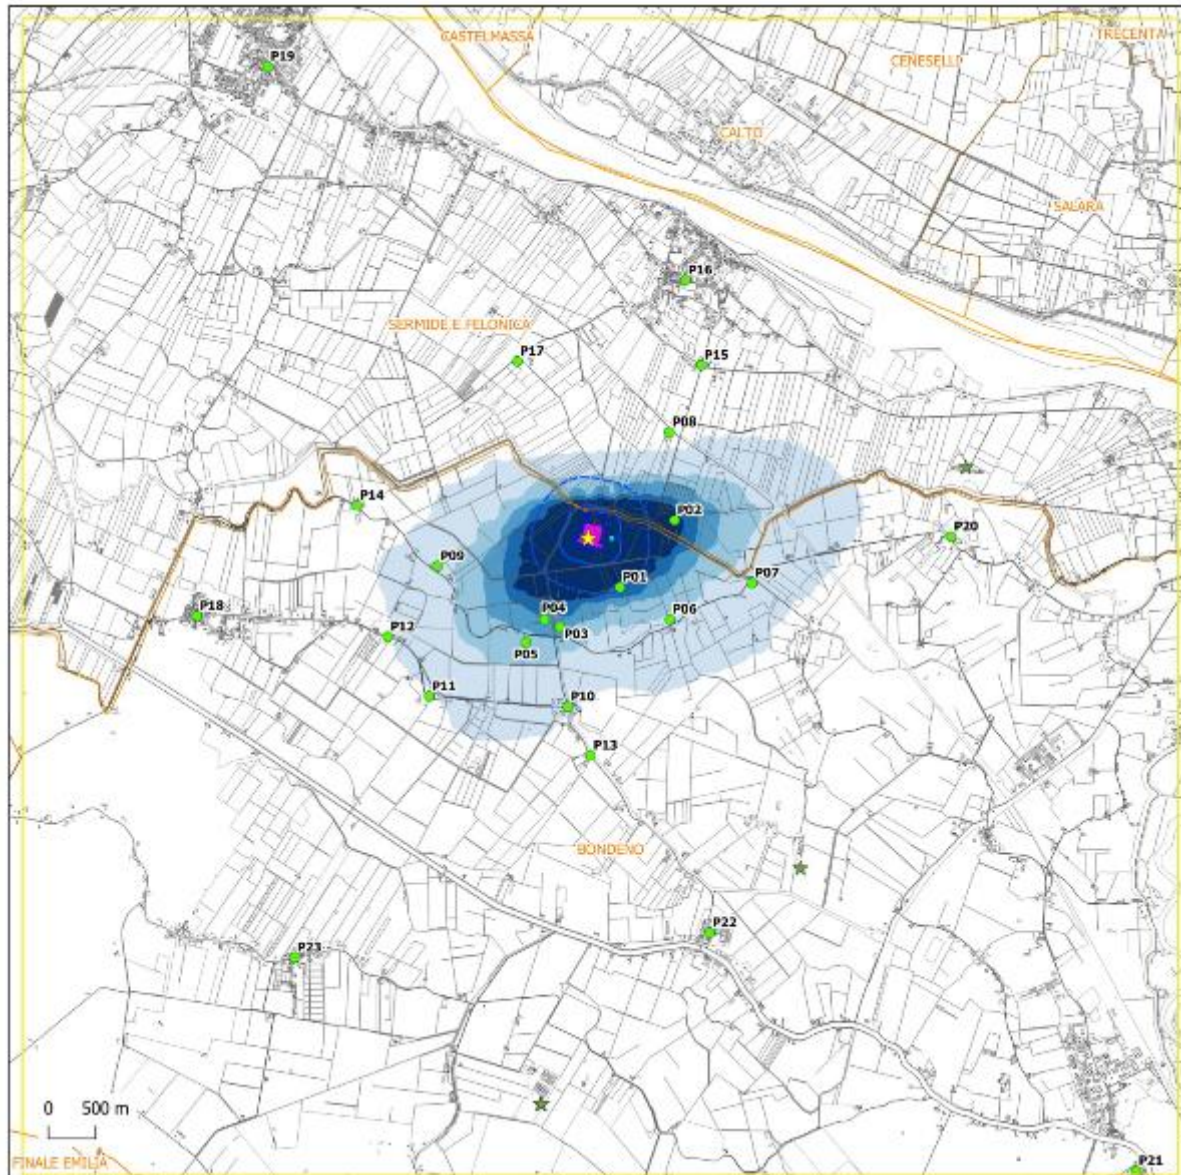 CASTELMASSA
TRECENTA
P19
CENESELLI
CALTO
SALARA
P16
SERMIDE E FELONICA
P17
P15
P08
P14
P02
P20
P09
P01
P07
P18
P04
P06
P12
P03
P05
P11
P10
P13
BONDENO
P22
P23
0 500 m
FINALE EMILIA
P21